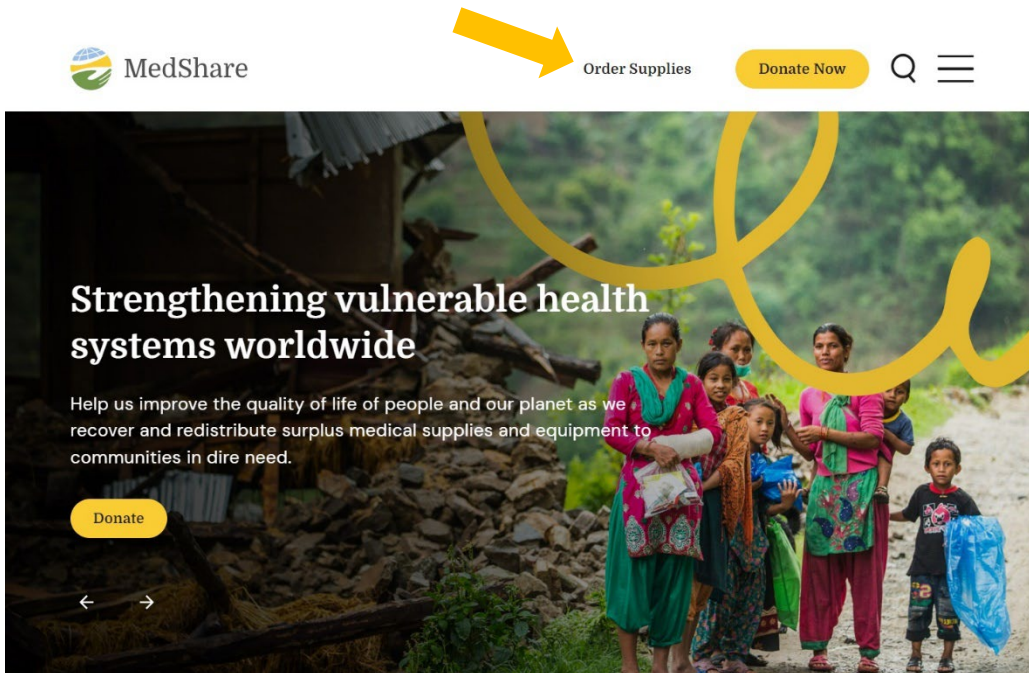 MedShare
Order Supplies
Donate Now
Strengthening vulnerable health
systems worldwide
Help us improve the quality of life of people and our planet as we
recover and redistribute surplus medical supplies and equipment to
communities in dire need.
Donate